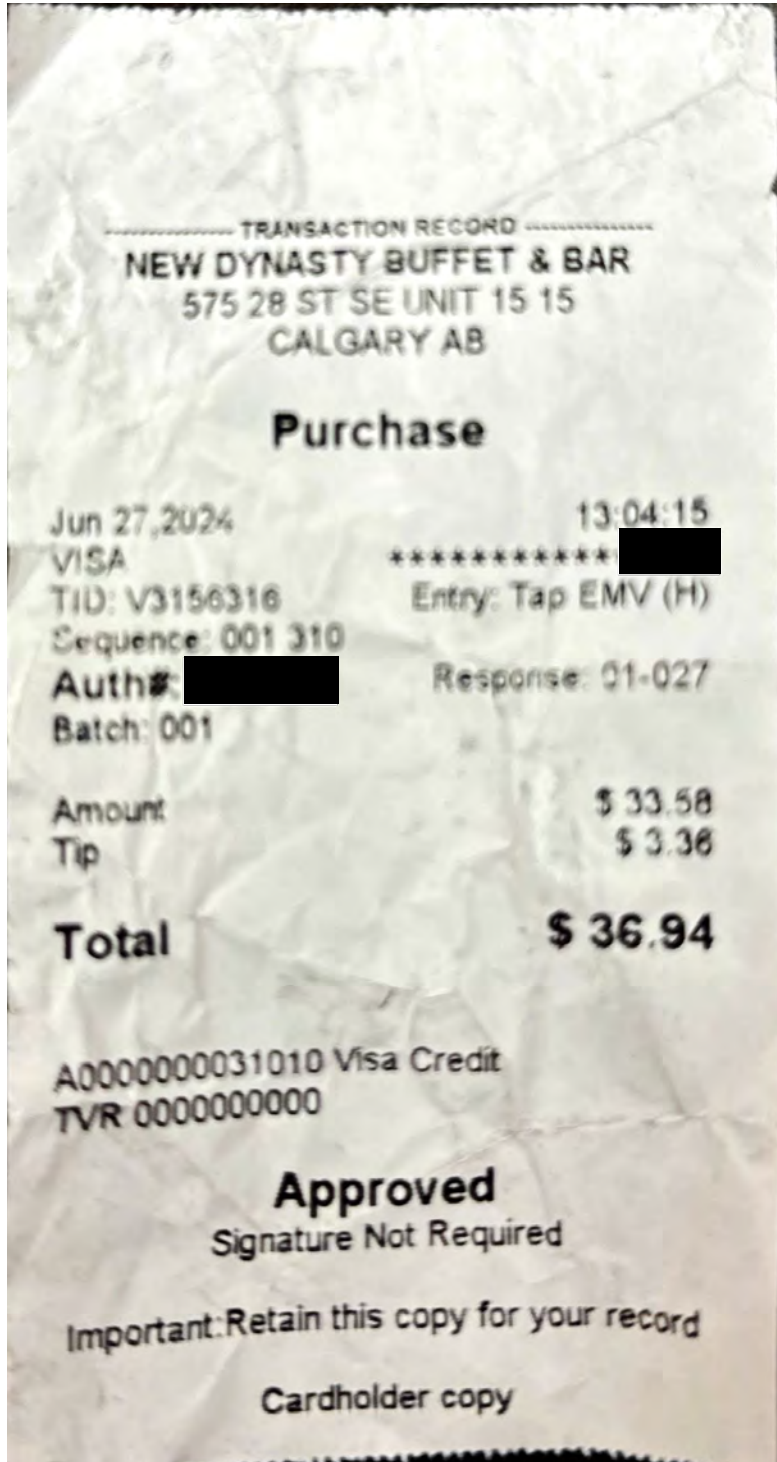 ------------- TRANSACTION RECORD -------------
NEW DYNASTY BUFFET & BAR
575 28 ST SE UNIT 15 15
CALGARY AB
Purchase
Jun 27,2024 13:04:15
VISA ***********
TID: V3156316 Entry: Tap EMV (H)
Sequence: 001 310
Auth#: Response: 01-027
Batch: 001
Amount $ 33.58
Tip $ 3.36
Total $ 36.94
A0000000031010 Visa Credit
TVR 0000000000
Approved
Signature Not Required
Important:Retain this copy for your record
Cardholder copy